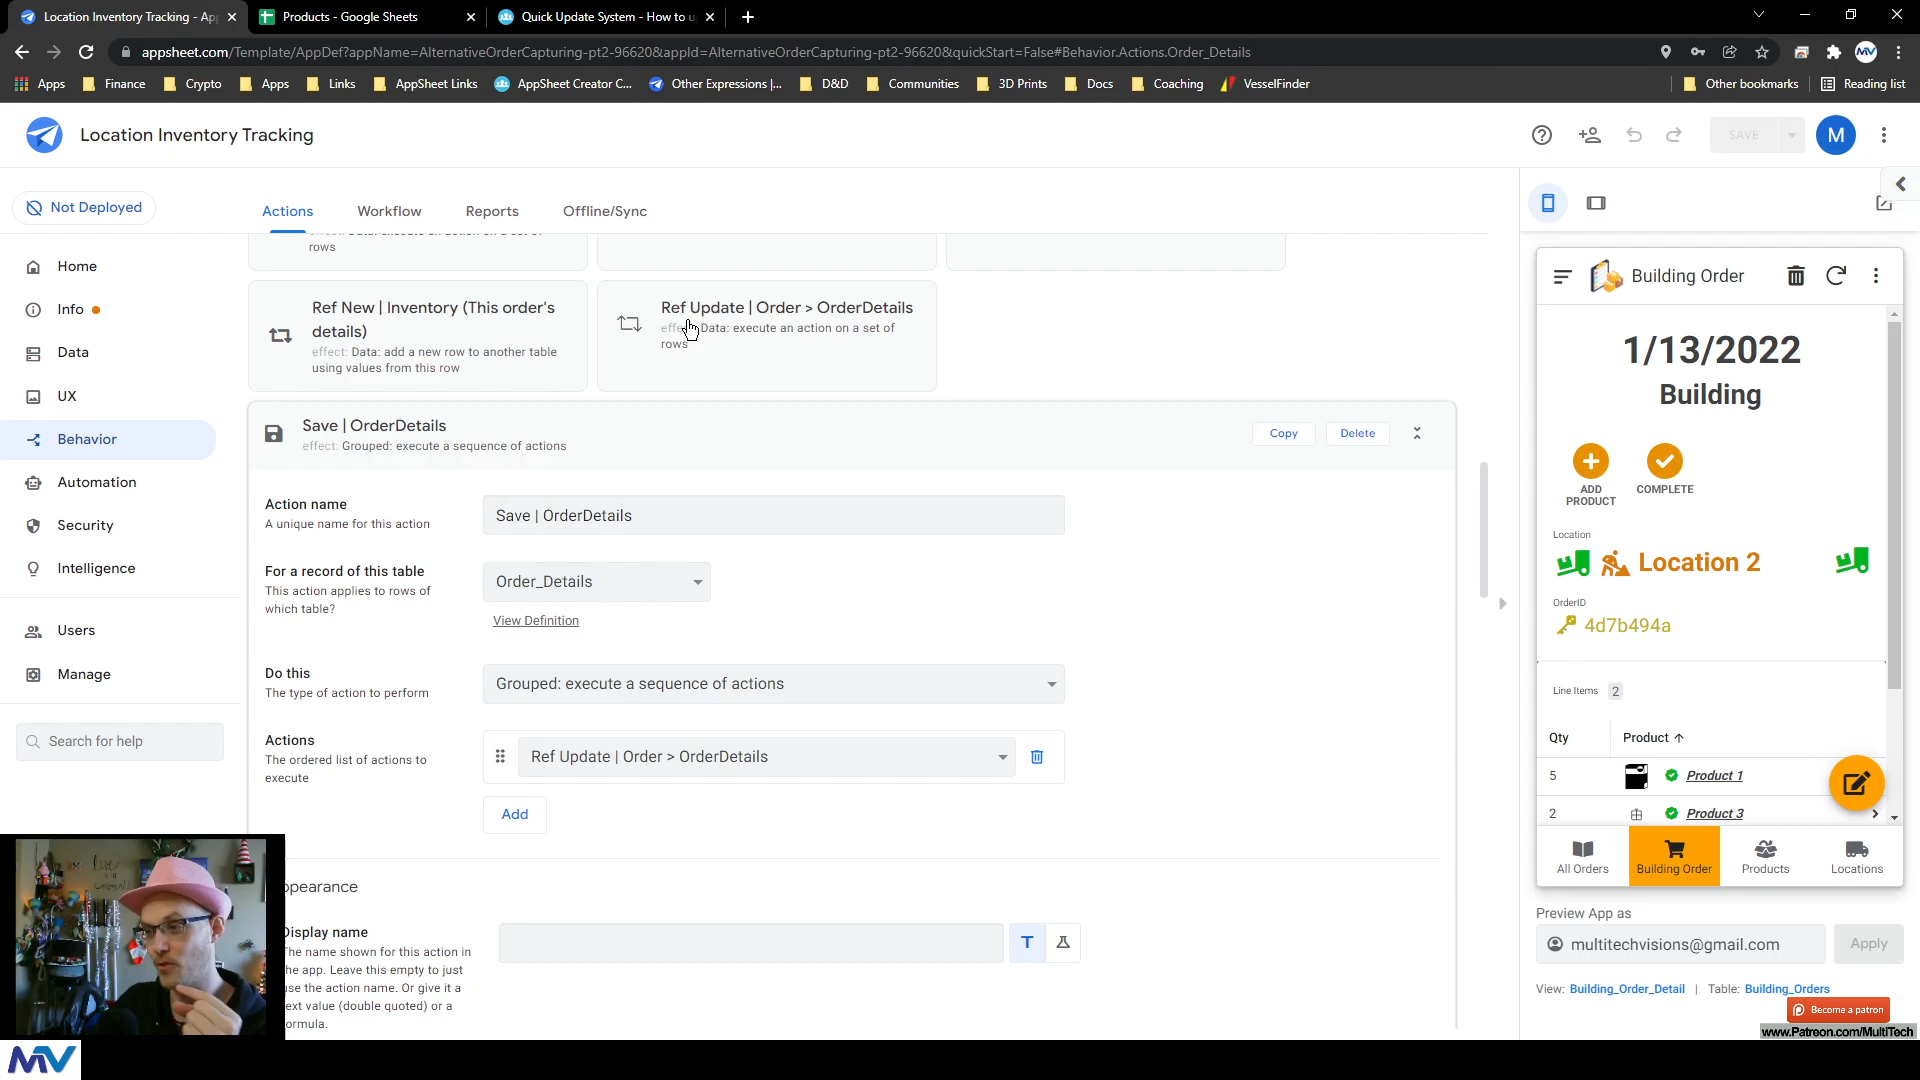 Location Inventory Tracking - Ap
Products - Google Sheets
Quick Update System - How to u
appsheet.com/Template/AppDef?appName=AlternativeOrderCapturing-pt2-96620&appId=AlternativeOrderCapturing-pt2-96620&quickStart=False#Behavior.Actions.Order_Details
Apps
Finance
Crypto
Apps
Links
AppSheet Links
AppSheet Creator C...
Other Expressions |...
D&D
Communities
3D Prints
Docs
Coaching
VesselFinder
Other bookmarks
Reading list
Location Inventory Tracking
SAVE
M
Not Deployed
Actions
Workflow
Reports
Offline/Sync
Home
Info
Data
UX
Behavior
Automation
Security
Intelligence
Users
Manage
Search for help
rows
Ref New | Inventory (This order's
details)
effect: Data: add a new row to another table
using values from this row
Ref Update | Order > OrderDetails
effe Data: execute an action on a set of
rows
Save | OrderDetails
effect: Grouped: execute a sequence of actions
Copy
Delete
Action name
A unique name for this action
Save | OrderDetails
For a record of this table
This action applies to rows of
which table?
Order_Details
View Definition
Do this
The type of action to perform
Grouped: execute a sequence of actions
Actions
The ordered list of actions to
execute
Ref Update | Order > OrderDetails
Add
ppearance
Display name
he name shown for this action in
he app. Leave this empty to just
use the action name. Or give it a
ext value (double quoted) or a
ormula.
T
Building Order
1/13/2022
Building
ADD
PRODUCT
COMPLETE
Location
Location 2
OrderID
4d7b494a
Line Items 2
Qty
Product
5
Product 1
2
Product 3
All Orders
Building Order
Products
Locations
Preview App as
multitechvisions@gmail.com
Apply
View: Building_Order_Detail | Table: Building_Orders
Become a patron
www.Patreon.com/MultiTech
MV